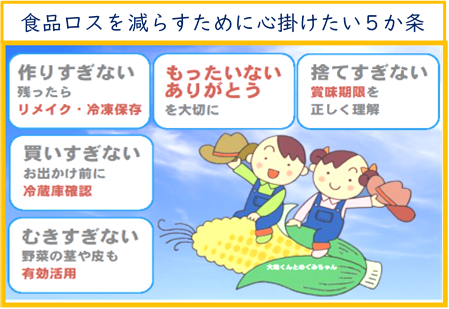 食品ロスを減らすために心掛けたい５か条
作りすぎない
残ったら
リメイク・冷凍保存
もったいない
ありがとう
を大切に
捨てすぎない
賞味期限を
正しく理解
買いすぎない
お出かけ前に
冷蔵庫確認
むきすぎない
野菜の茎や皮も
有効活用
大地くんとめぐみちゃん